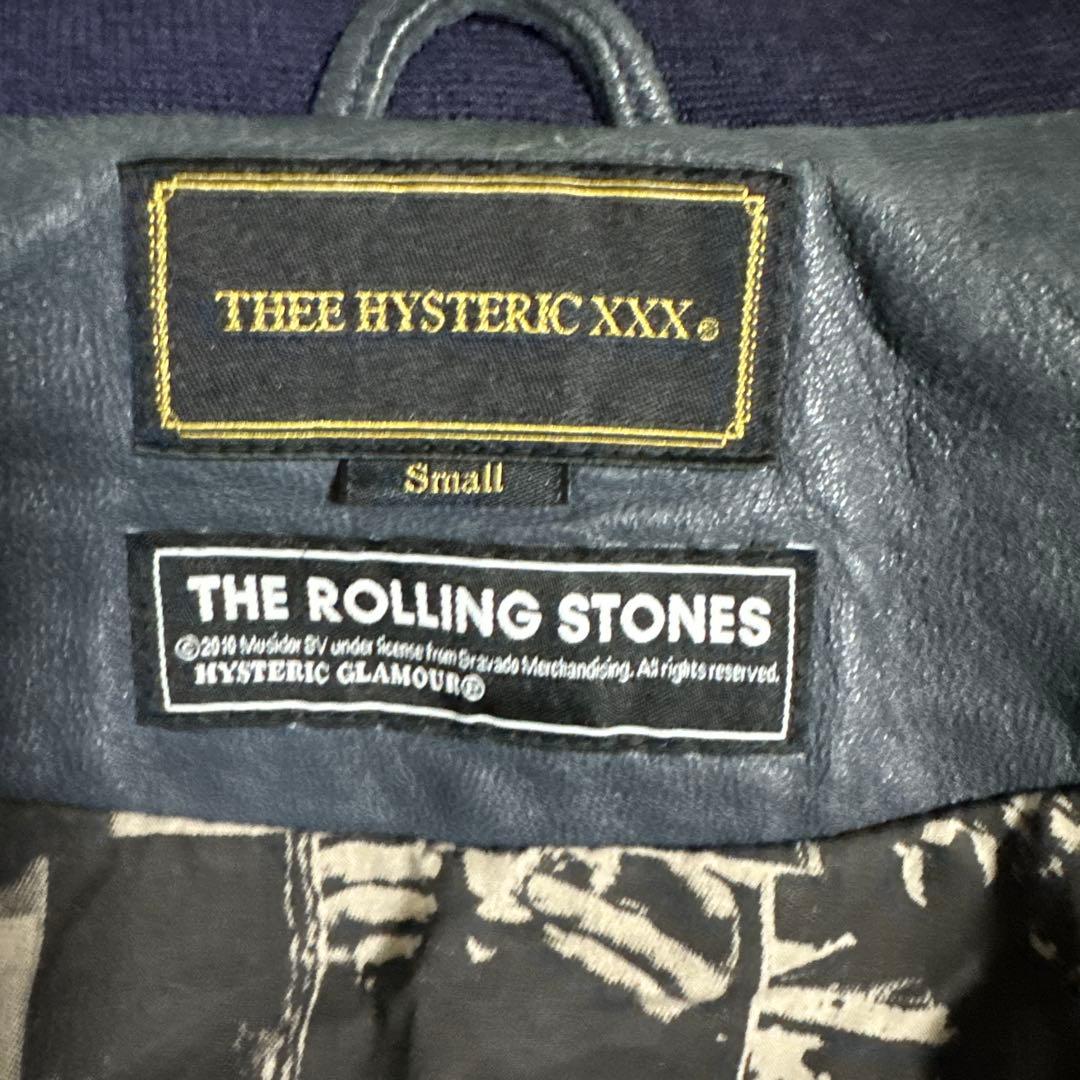 THEE HYSTERIC XXX®
Small
THE ROLLING STONES
©2010 Musidor BV under license from Bravado Merchandising. All rights reserved.
HYSTERIC GLAMOUR®